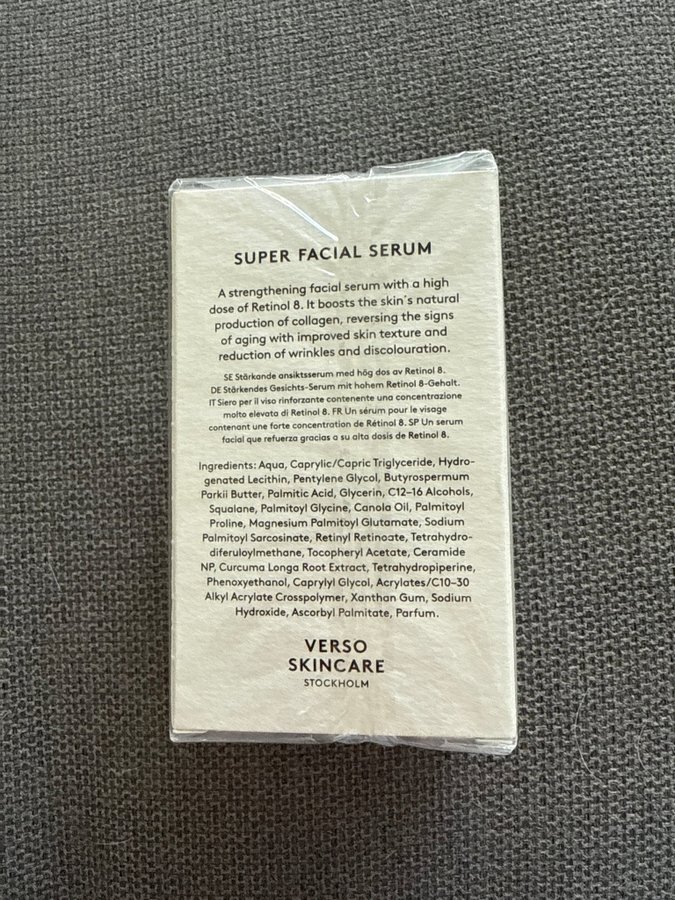 SUPER FACIAL SERUM
A strengthening facial serum with a high
dose of Retinol 8. It boosts the skin´s natural
production of collagen, reversing the signs
of aging with improved skin texture and
reduction of wrinkles and discolouration.
SE Stärkande ansiktsserum med hög dos av Retinol 8.
DE Stärkendes Gesichts-Serum mit hohem Retinol 8-Gehalt.
IT Siero per il viso rinforzante contenente una concentrazione
molto elevata di Retinol 8. FR Un sérum pour le visage
contenant une forte concentration de Rétinol 8. SP Un serum
facial que refuerza gracias a su alta dosis de Retinol 8.
Ingredients: Aqua, Caprylic/Capric Triglyceride, Hydro-
genated Lecithin, Pentylene Glycol, Butyrospermum
Parkii Butter, Palmitic Acid, Glycerin, C12–16 Alcohols,
Squalane, Palmitoyl Glycine, Canola Oil, Palmitoyl
Proline, Magnesium Palmitoyl Glutamate, Sodium
Palmitoyl Sarcosinate, Retinyl Retinoate, Tetrahydro-
diferuloylmethane, Tocopheryl Acetate, Ceramide
NP, Curcuma Longa Root Extract, Tetrahydropiperine,
Phenoxyethanol, Caprylyl Glycol, Acrylates/C10–30
Alkyl Acrylate Crosspolymer, Xanthan Gum, Sodium
Hydroxide, Ascorbyl Palmitate, Parfum.
VERSO
SKINCARE
STOCKHOLM